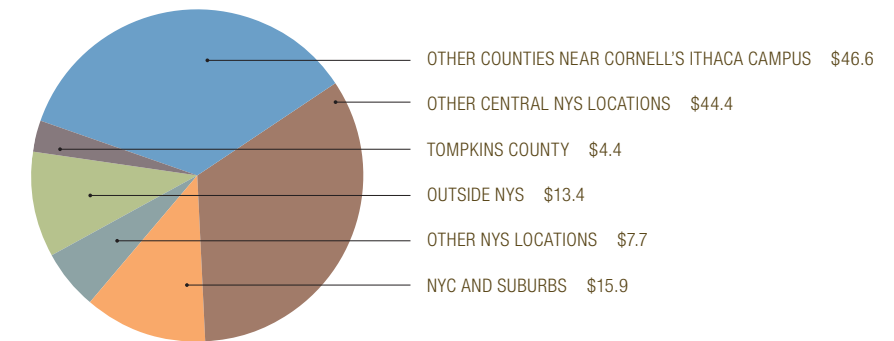 OTHER COUNTIES NEAR CORNELL'S ITHACA CAMPUS $46.6
OTHER CENTRAL NYS LOCATIONS $44.4
TOMPKINS COUNTY $4.4
OUTSIDE NYS $13.4
OTHER NYS LOCATIONS $7.7
NYC AND SUBURBS $15.9